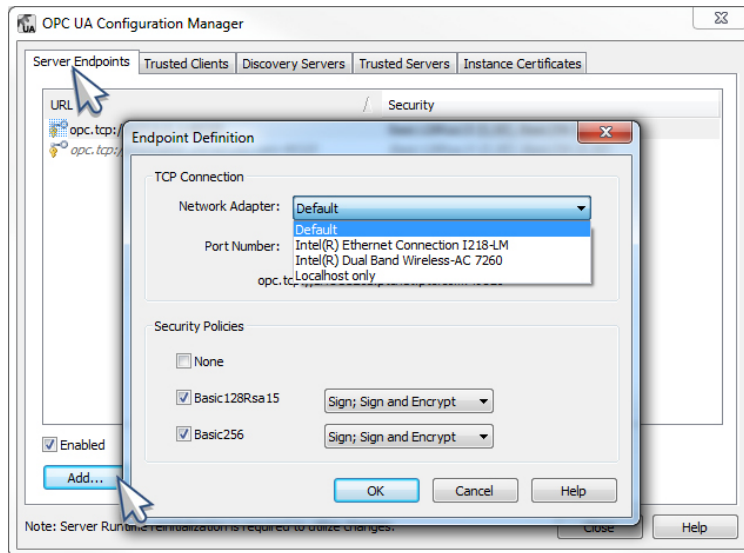 OPC UA Configuration Manager
Server Endpoints Trusted Clients Discovery Servers Trusted Servers Instance Certificates
URL / Security
opc.tcp:/
opc.tcp:/
Endpoint Definition
TCP Connection
Network Adapter: Default
Default
Port Number: Intel(R) Ethernet Connection I218-LM
Intel(R) Dual Band Wireless-AC 7260
Localhost only
opc.tcp
Security Policies
None
Basic128Rsa15 Sign; Sign and Encrypt
Basic256 Sign; Sign and Encrypt
Enabled
Add...
OK Cancel Help
Note: Server Runtime reinitialization is required to utilize changes.
Close Help